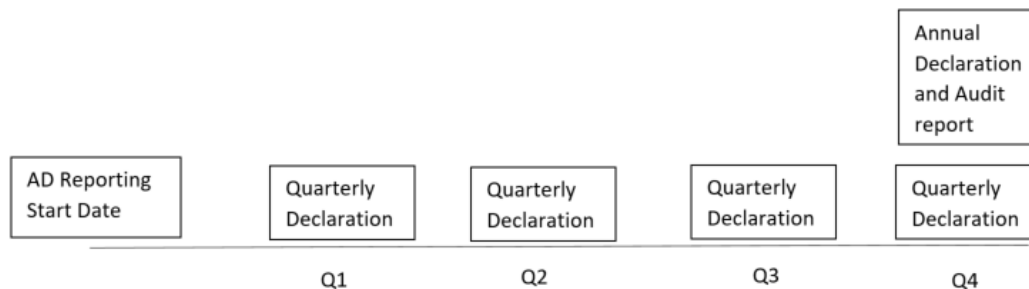 Annual
Declaration
and Audit
report
AD Reporting
Start Date
Quarterly
Declaration
Quarterly
Declaration
Quarterly
Declaration
Quarterly
Declaration
Q1
Q2
Q3
Q4